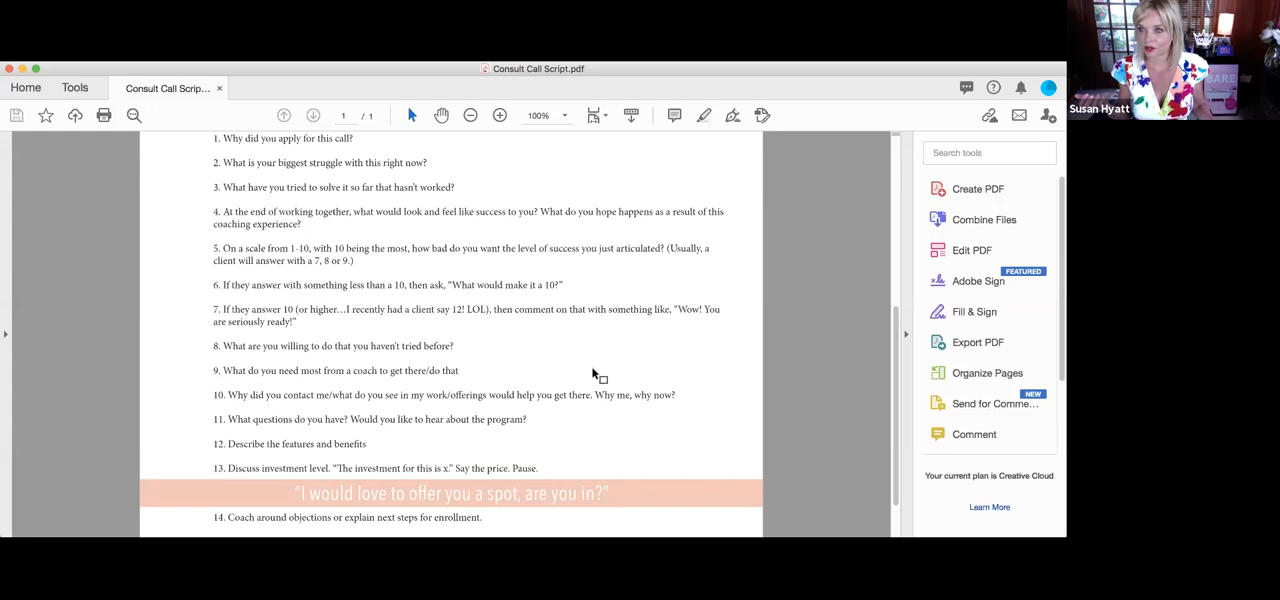 Consult Call Script.pdf
Home
Tools
Consult Call Scrip... ×
1 / 1
100%
Susan Hyatt
BARE
1. Why did you apply for this call?
2. What is your biggest struggle with this right now?
3. What have you tried to solve it so far that hasn't worked?
4. At the end of working together, what would look and feel like success to you? What do you hope happens as a result of this
coaching experience?
5. On a scale from 1-10, with 10 being the most, how bad do you want the level of success you just articulated? (Usually, a
client will answer with a 7, 8 or 9.)
6. If they answer with something less than a 10, then ask, "What would make it a 10?"
7. If they answer 10 (or higher…I recently had a client say 12! LOL), then comment on that with something like, "Wow! You
are seriously ready!"
8. What are you willing to do that you haven't tried before?
9. What do you need most from a coach to get there/do that
10. Why did you contact me/what do you see in my work/offerings would help you get there. Why me, why now?
11. What questions do you have? Would you like to hear about the program?
12. Describe the features and benefits
13. Discuss investment level. "The investment for this is x." Say the price. Pause.
"I would love to offer you a spot, are you in?"
14. Coach around objections or explain next steps for enrollment.
Search tools
Create PDF
Combine Files
Edit PDF
FEATURED
Adobe Sign
Fill & Sign
Export PDF
Organize Pages
NEW
Send for Comme...
Comment
Your current plan is Creative Cloud
Learn More